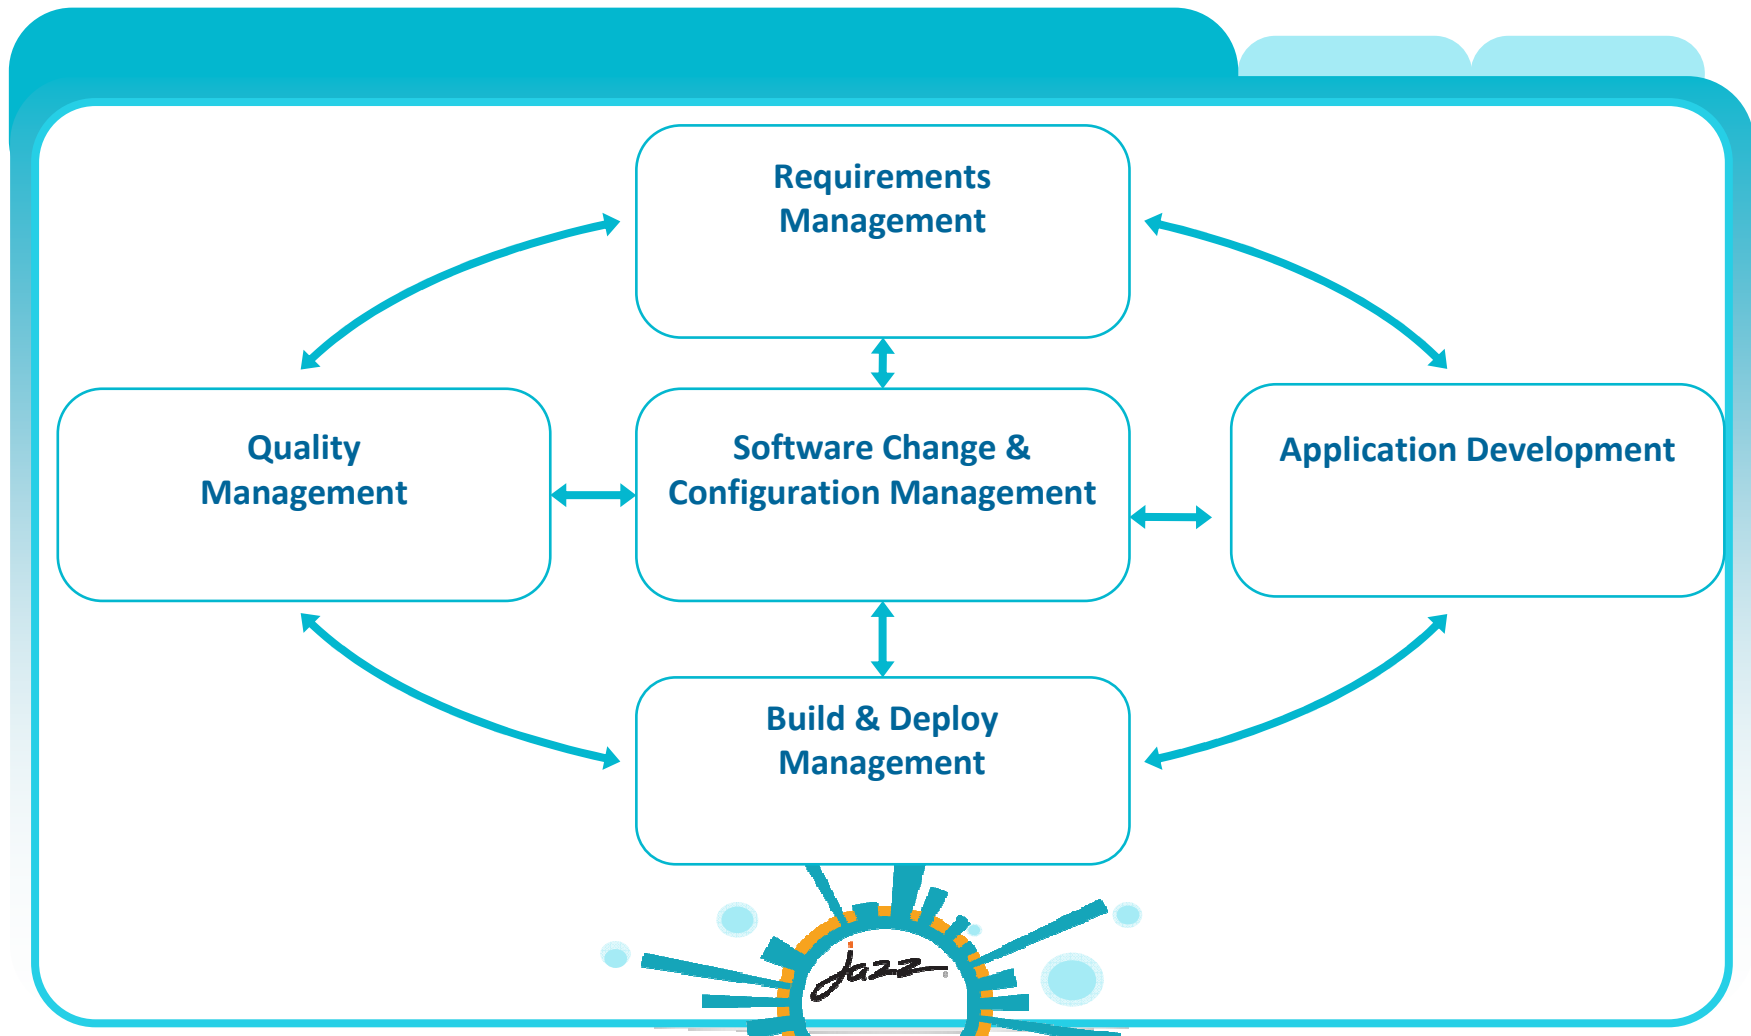 Requirements
Management
Quality
Management
Software Change &
Configuration Management
Application Development
Build & Deploy
Management
jazz